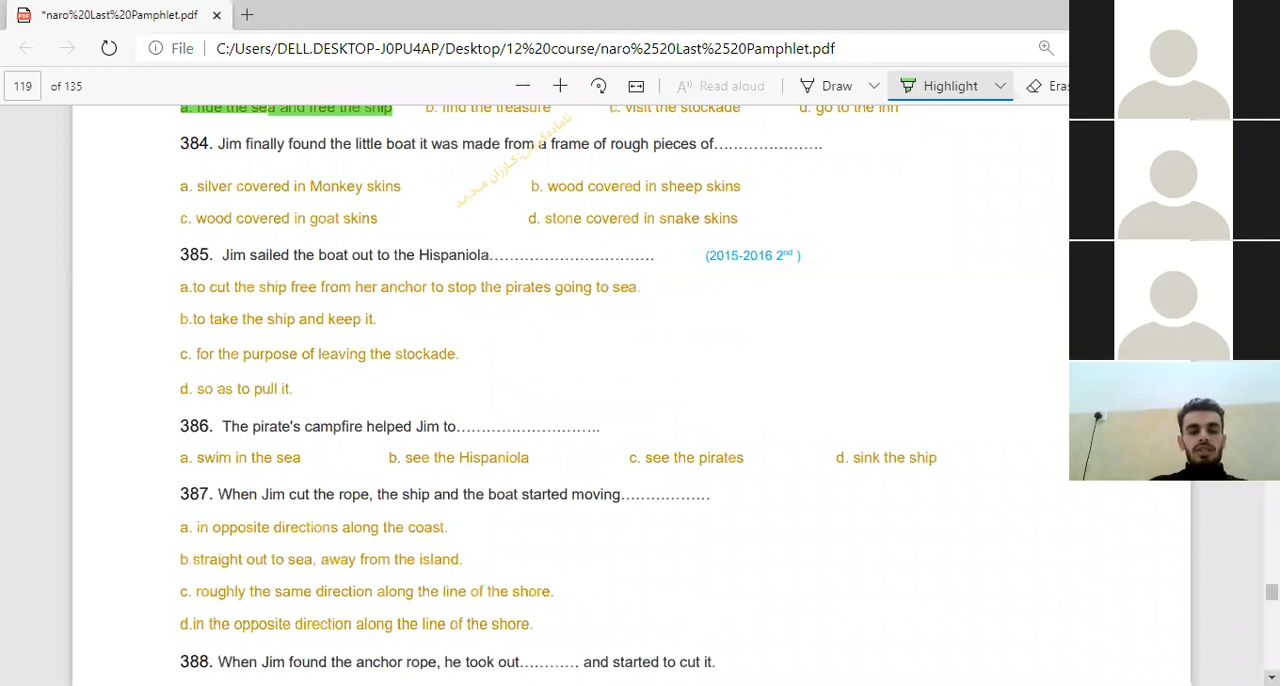 *naro%20Last%20Pamphlet.pdf
File C:/Users/DELL.DESKTOP-J0PU4AP/Desktop/12%20course/naro%2520Last%2520Pamphlet.pdf
119 of 135 Read aloud Draw Highlight Eras
a. ride the sea and free the ship b. find the treasure c. visit the stockade d. go to the inn
384. Jim finally found the little boat it was made from a frame of rough pieces of.....................
a. silver covered in Monkey skins b. wood covered in sheep skins
c. wood covered in goat skins d. stone covered in snake skins
385. Jim sailed the boat out to the Hispaniola................................ (2015-2016 2nd )
a.to cut the ship free from her anchor to stop the pirates going to sea.
b.to take the ship and keep it.
c. for the purpose of leaving the stockade.
d. so as to pull it.
386. The pirate's campfire helped Jim to............................
a. swim in the sea b. see the Hispaniola c. see the pirates d. sink the ship
387. When Jim cut the rope, the ship and the boat started moving.................
a. in opposite directions along the coast.
b.straight out to sea, away from the island.
c. roughly the same direction along the line of the shore.
d.in the opposite direction along the line of the shore.
388. When Jim found the anchor rope, he took out............ and started to cut it.